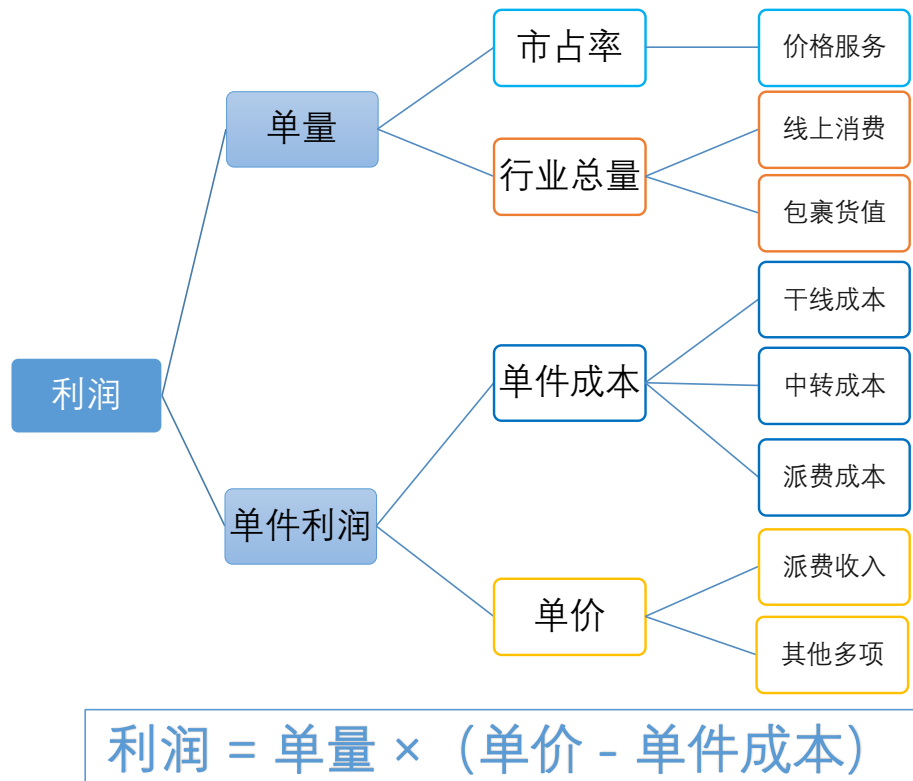 市占率
价格服务
单量
线上消费
行业总量
包裹货值
干线成本
利润
单件成本
中转成本
派费成本
单件利润
派费收入
单价
其他多项
利润 = 单量 ×（单价 - 单件成本）